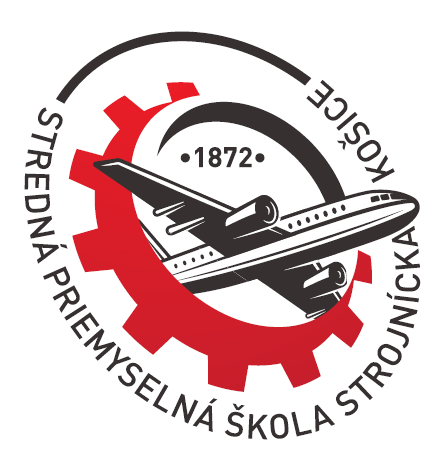 STREDNÁ PRIEMYSELNÁ ŠKOLA STROJNÍCKA KOŠICE
•1872•